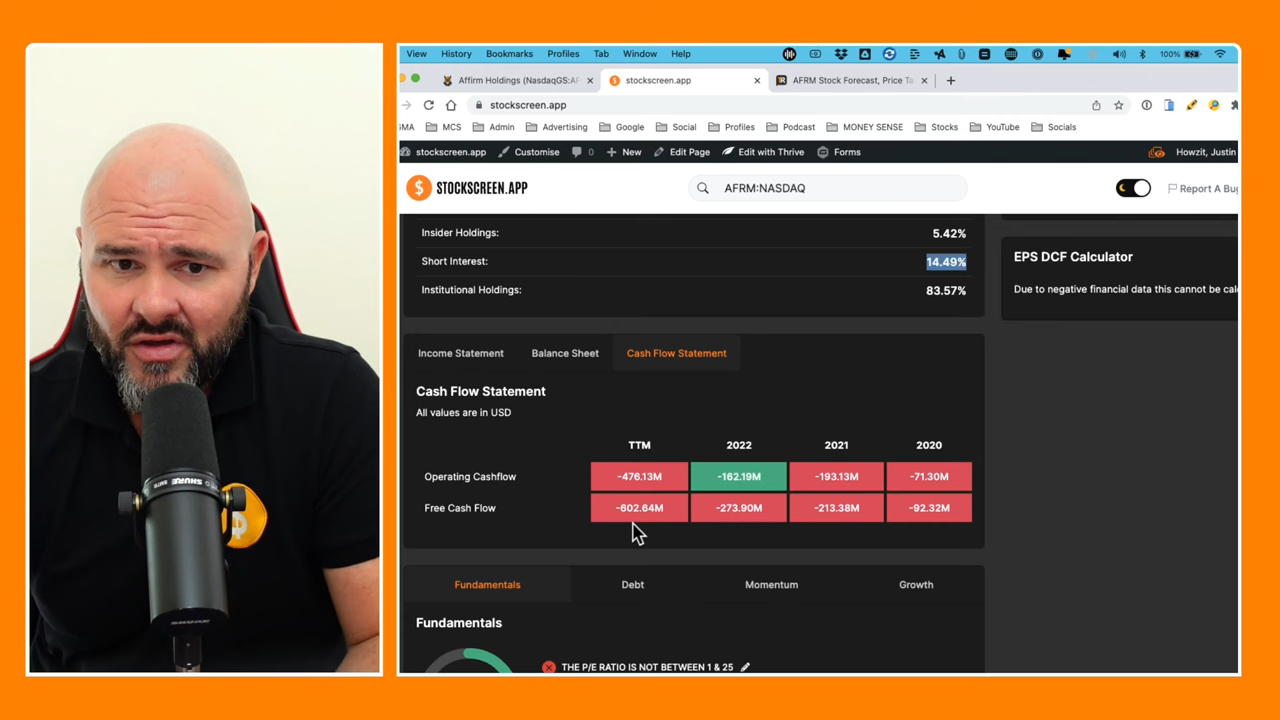 View History Bookmarks Profiles Tab Window Help 100%
Affirm Holdings (NasdaqGS:AF stockscreen.app AFRM Stock Forecast, Price Ta
stockscreen.app
GMA MCS Admin Advertising Google Social Profiles Podcast MONEY SENSE Stocks YouTube Socials
stockscreen.app Customise 0 New Edit Page Edit with Thrive Forms Howzit, Justin
$ STOCKSCREEN.APP AFRM:NASDAQ Report A Bug
Insider Holdings: 5.42%
Short Interest: 14.49%
Institutional Holdings: 83.57%
EPS DCF Calculator
Due to negative financial data this cannot be cal
Income Statement Balance Sheet Cash Flow Statement
Cash Flow Statement
All values are in USD
TTM 2022 2021 2020
Operating Cashflow -476.13M -162.19M -193.13M -71.30M
Free Cash Flow -602.64M -273.90M -213.38M -92.32M
Fundamentals Debt Momentum Growth
Fundamentals
THE P/E RATIO IS NOT BETWEEN 1 & 25
SHURE